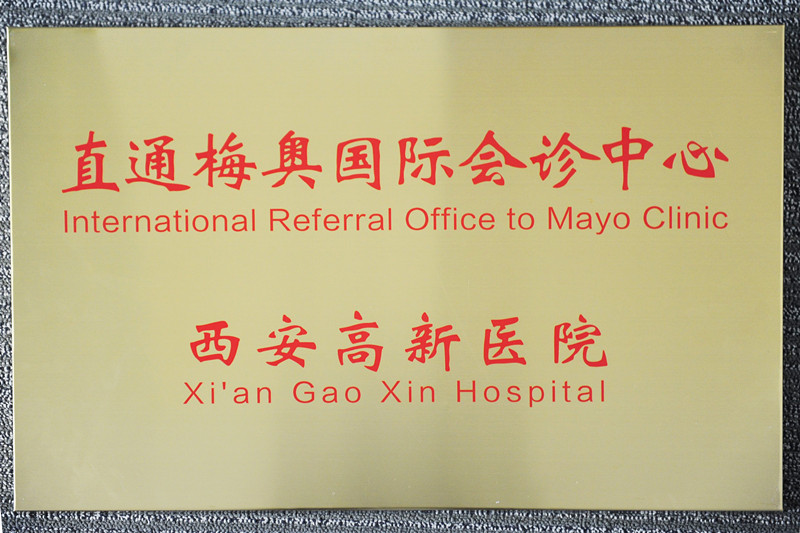 直通梅奥国际会诊中心
International Referral Office to Mayo Clinic
西安高新医院
Xi'an Gao Xin Hospital